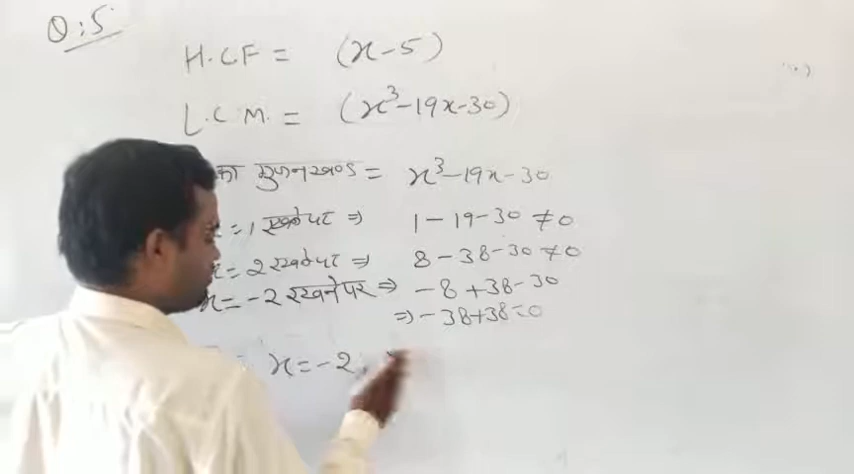 Q:5
H.C.F = (x-5)
L.C.M. = (x³-19x-30)
का गुणनखण्ड = x³-19x-30
= 1 रखने पर ⇒ 1-19-30 ≠ 0
x = 2 रखने पर ⇒ 8-38-30 ≠ 0
x = -2 रखने पर ⇒ -8+38-30
⇒ -38+38=0
x = -2